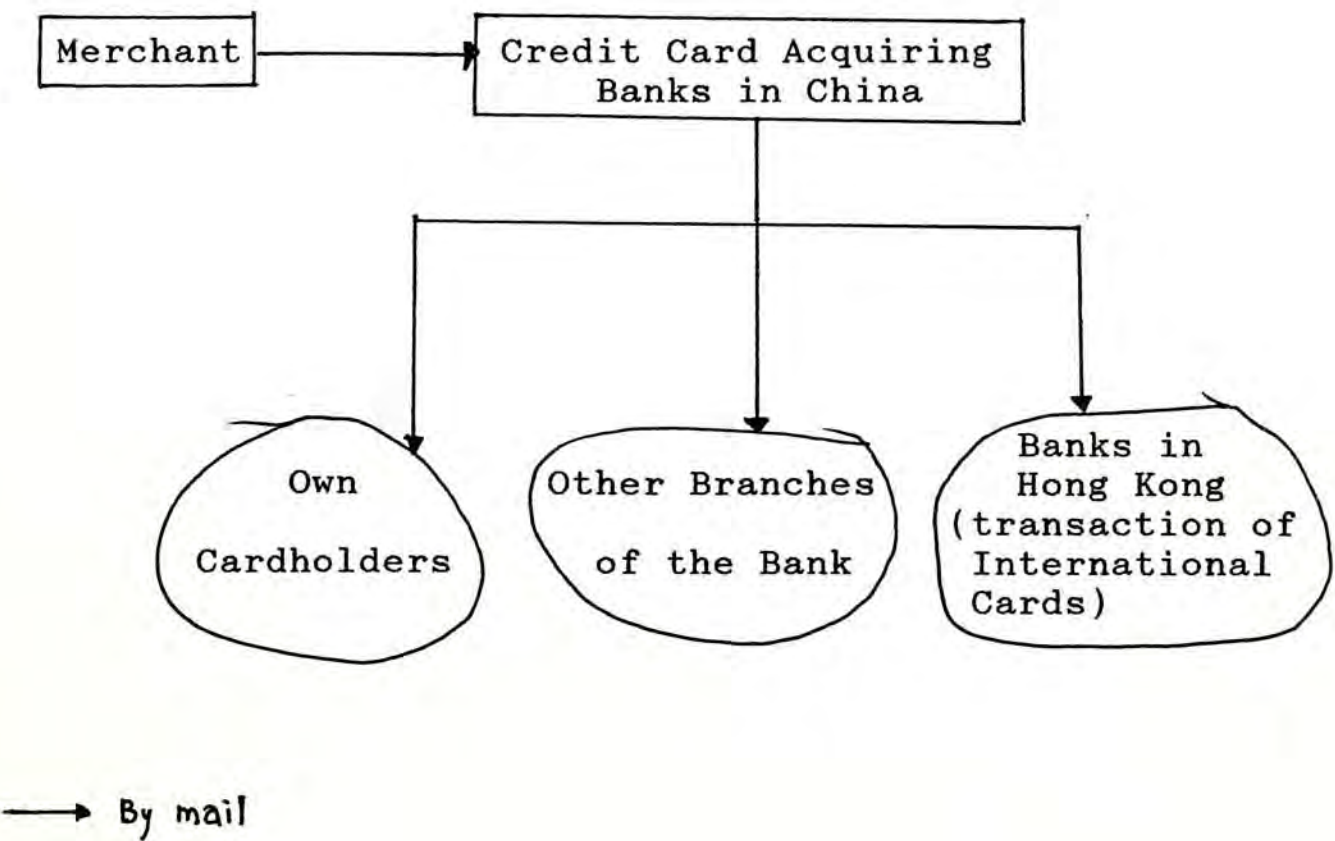 Merchant
Credit Card Acquiring
Banks in China
Own
Cardholders
Other Branches
of the Bank
Banks in
Hong Kong
(transaction of
International
Cards)
By mail